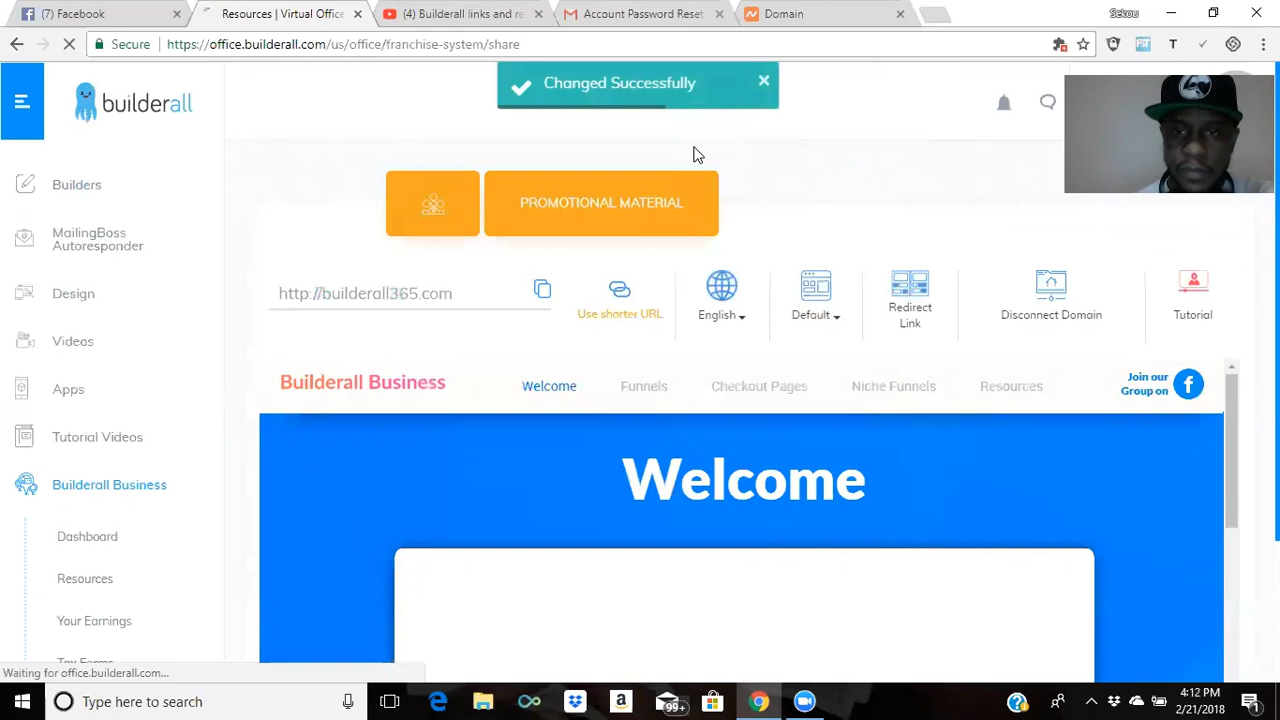 (7) Facebook
Resources | Virtual Offic
(4) Builderall links and re
Account Password Reset
Domain
Sekou
Secure
https://office.builderall.com/us/office/franchise-system/share
Changed Successfully
builderall
Builders
MailingBoss
Autoresponder
Design
Videos
Apps
Tutorial Videos
Builderall Business
Dashboard
Resources
Your Earnings
Tax Forms
PROMOTIONAL MATERIAL
http://builderall365.com
Use shorter URL
English
Default
Redirect
Link
Disconnect Domain
Tutorial
Builderall Business
Welcome
Funnels
Checkout Pages
Niche Funnels
Resources
Join our
Group on
Welcome
Waiting for office.builderall.com...
Type here to search
99+
4:12 PM
2/21/2018